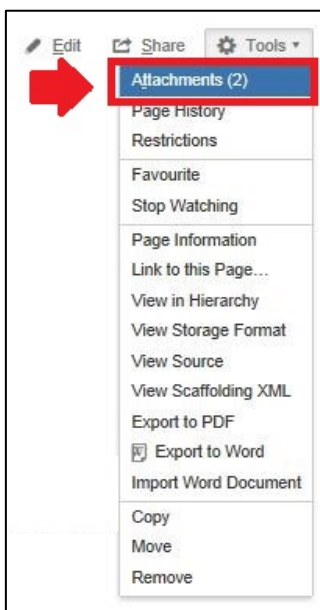 Edit Share Tools
Attachments (2)
Page History
Restrictions
Favourite
Stop Watching
Page Information
Link to this Page...
View in Hierarchy
View Storage Format
View Source
View Scaffolding XML
Export to PDF
Export to Word
Import Word Document
Copy
Move
Remove